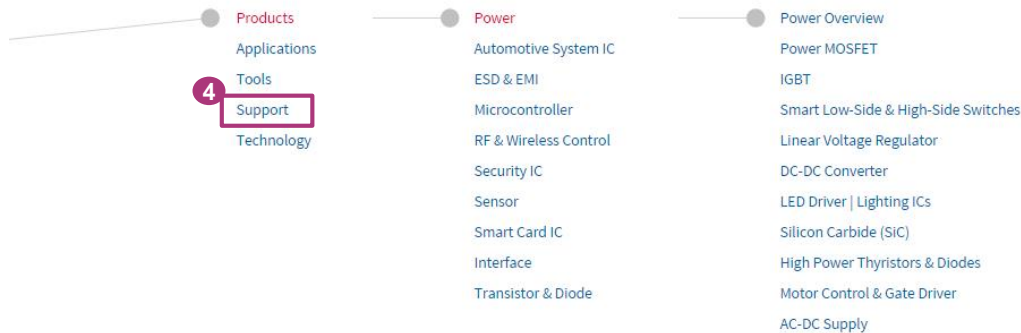 Products
Applications
Tools
4
Support
Technology
Power
Automotive System IC
ESD & EMI
Microcontroller
RF & Wireless Control
Security IC
Sensor
Smart Card IC
Interface
Transistor & Diode
Power Overview
Power MOSFET
IGBT
Smart Low-Side & High-Side Switches
Linear Voltage Regulator
DC-DC Converter
LED Driver | Lighting ICs
Silicon Carbide (SiC)
High Power Thyristors & Diodes
Motor Control & Gate Driver
AC-DC Supply